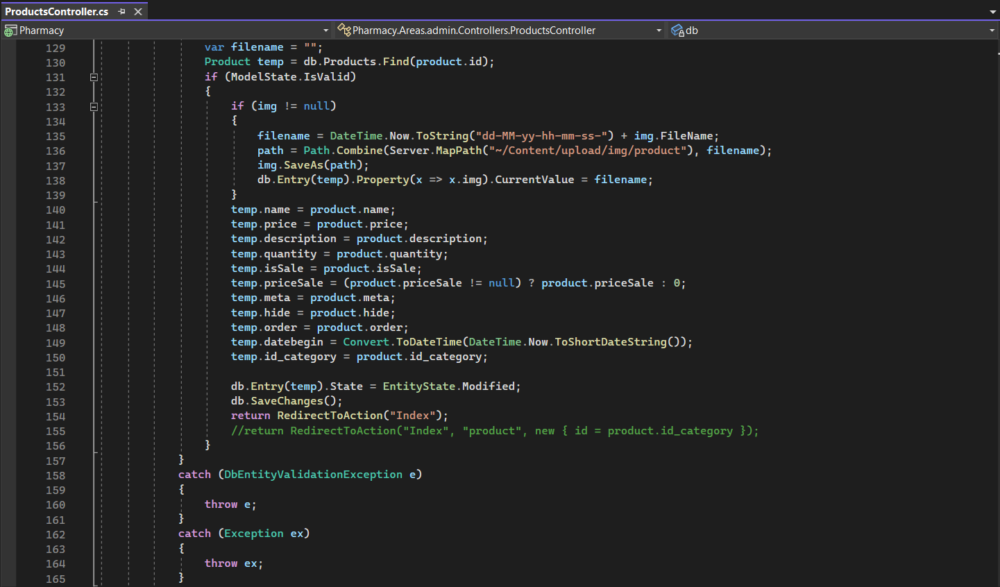 ProductsController.cs
Pharmacy Pharmacy.Areas.admin.Controllers.ProductsController db
129 var filename = "";
130 Product temp = db.Products.Find(product.id);
131 if (ModelState.IsValid)
132 {
133 if (img != null)
134 {
135 filename = DateTime.Now.ToString("dd-MM-yy-hh-mm-ss-") + img.FileName;
136 path = Path.Combine(Server.MapPath("~/Content/upload/img/product"), filename);
137 img.SaveAs(path);
138 db.Entry(temp).Property(x => x.img).CurrentValue = filename;
139 }
140 temp.name = product.name;
141 temp.price = product.price;
142 temp.description = product.description;
143 temp.quantity = product.quantity;
144 temp.isSale = product.isSale;
145 temp.priceSale = (product.priceSale != null) ? product.priceSale : 0;
146 temp.meta = product.meta;
147 temp.hide = product.hide;
148 temp.order = product.order;
149 temp.datebegin = Convert.ToDateTime(DateTime.Now.ToShortDateString());
150 temp.id_category = product.id_category;
151
152 db.Entry(temp).State = EntityState.Modified;
153 db.SaveChanges();
154 return RedirectToAction("Index");
155 //return RedirectToAction("Index", "product", new { id = product.id_category });
156 }
157 }
158 catch (DbEntityValidationException e)
159 {
160 throw e;
161 }
162 catch (Exception ex)
163 {
164 throw ex;
165 }